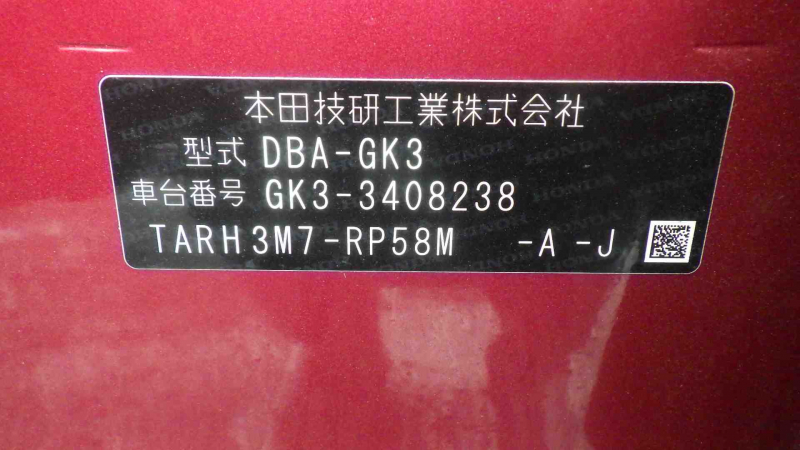 本田技研工業株式会社
型式 DBA-GK3
車台番号 GK3-3408238
TARH3M7-RP58M -A -J